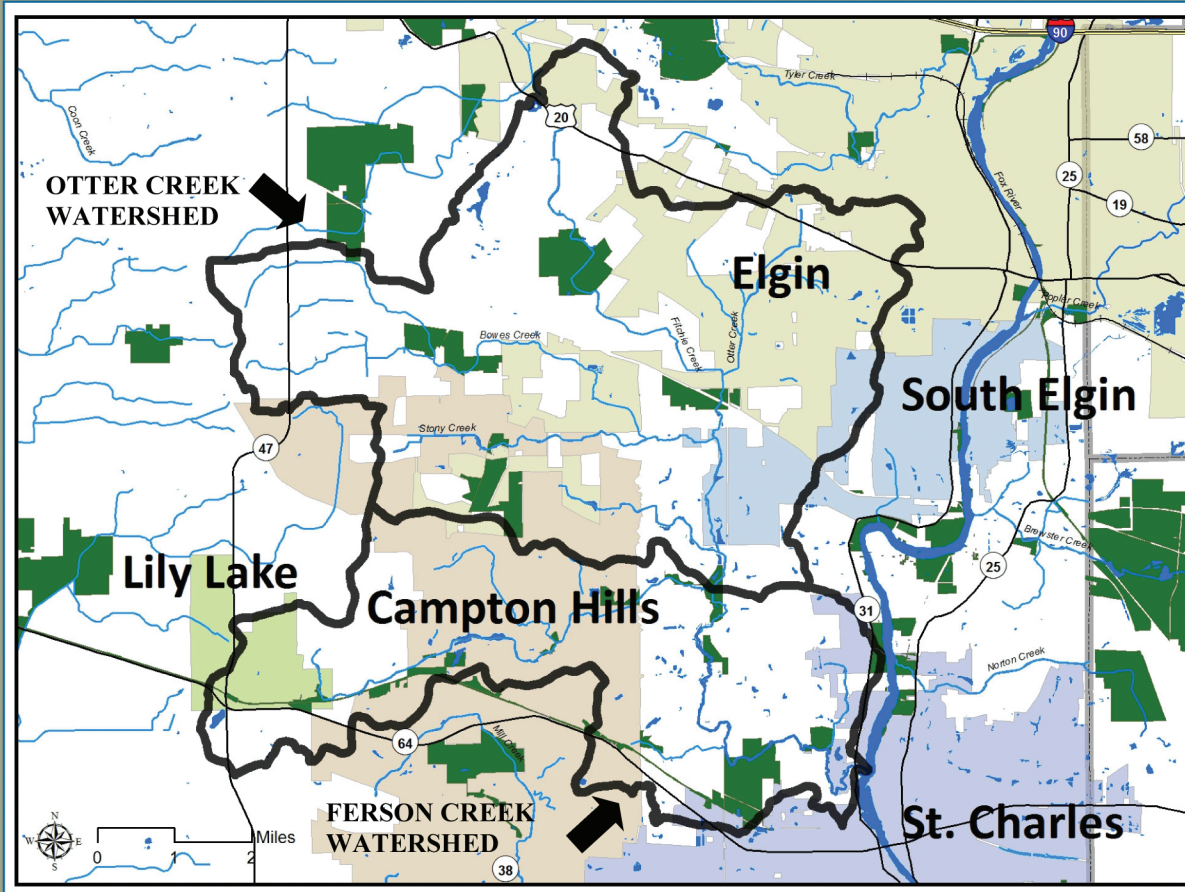 90
Tyler Creek
Coon Creek
20
58
OTTER CREEK
WATERSHED
25
Fox River
19
Elgin
Poplar Creek
Bowes Creek
Fitchie Creek
Otter Creek
South Elgin
Stony Creek
47
Brewster Creek
25
Lily Lake
Campton Hills
31
Norton Creek
64
Mill Creek
FERSON CREEK
WATERSHED
St. Charles
N
W
E
S
Miles
0
1
2
38